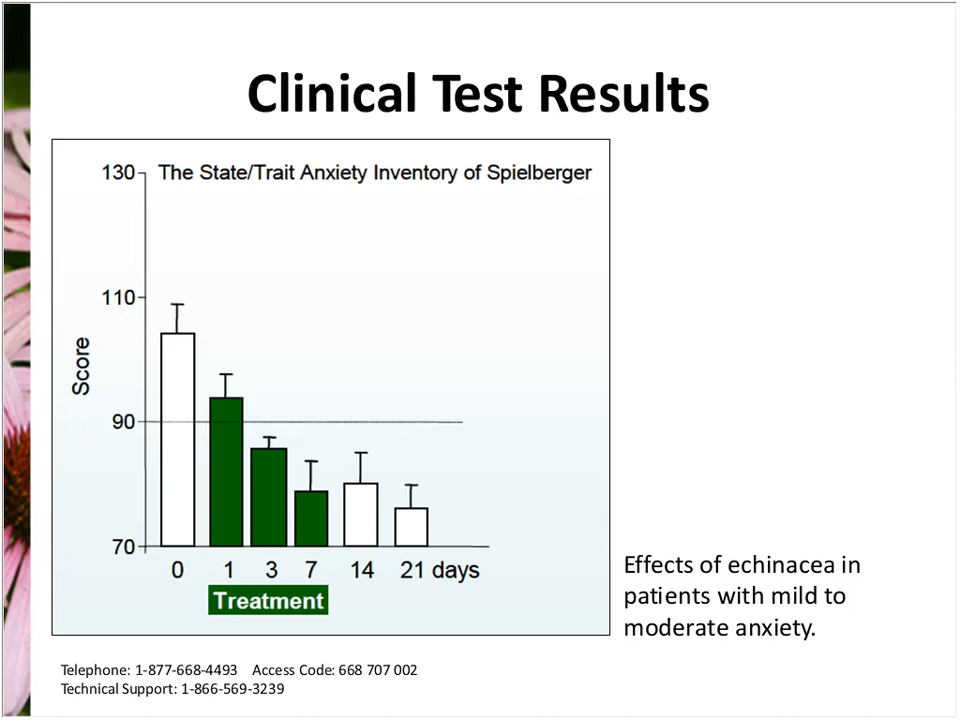 Clinical Test Results
The State/Trait Anxiety Inventory of Spielberger
130
110
90
70
Score
0 1 3 7 14 21 days
Treatment
Effects of echinacea in
patients with mild to
moderate anxiety.
Telephone: 1-877-668-4493 Access Code: 668 707 002
Technical Support: 1-866-569-3239